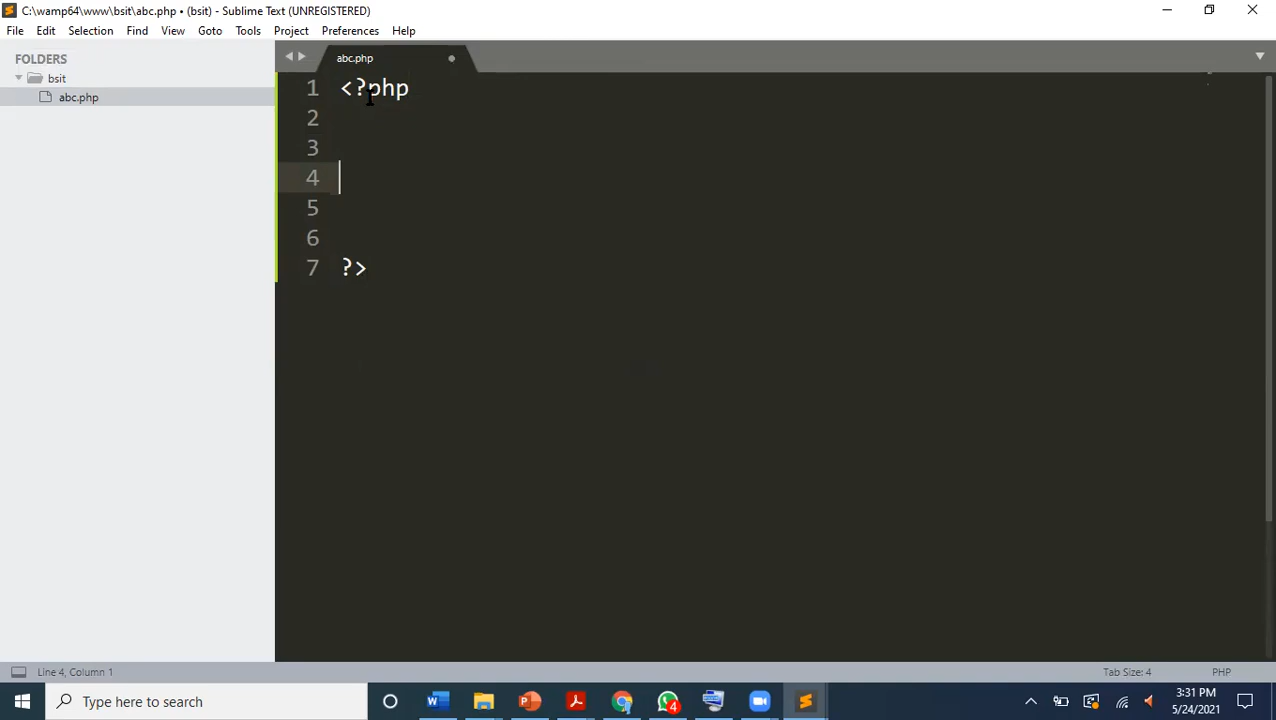 C:\wamp64\www\bsit\abc.php • (bsit) - Sublime Text (UNREGISTERED)
File Edit Selection Find View Goto Tools Project Preferences Help
FOLDERS
bsit
abc.php
abc.php
1 <?php
2
3
4
5
6
7 ?>
Line 4, Column 1
Tab Size: 4
PHP
Type here to search
4
3:31 PM
5/24/2021